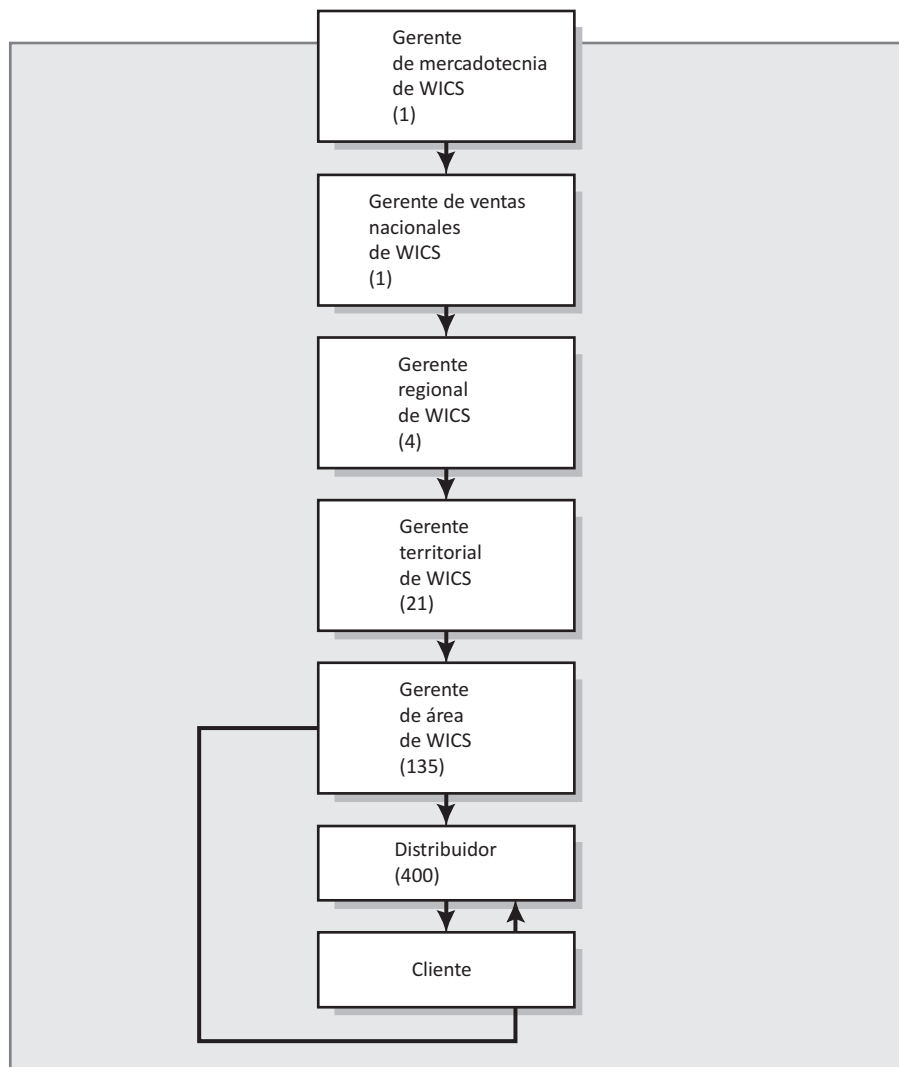 Gerente
de mercadotecnia
de WICS
(1)
Gerente de ventas
nacionales
de WICS
(1)
Gerente
regional
de WICS
(4)
Gerente
territorial
de WICS
(21)
Gerente
de área
de WICS
(135)
Distribuidor
(400)
Cliente